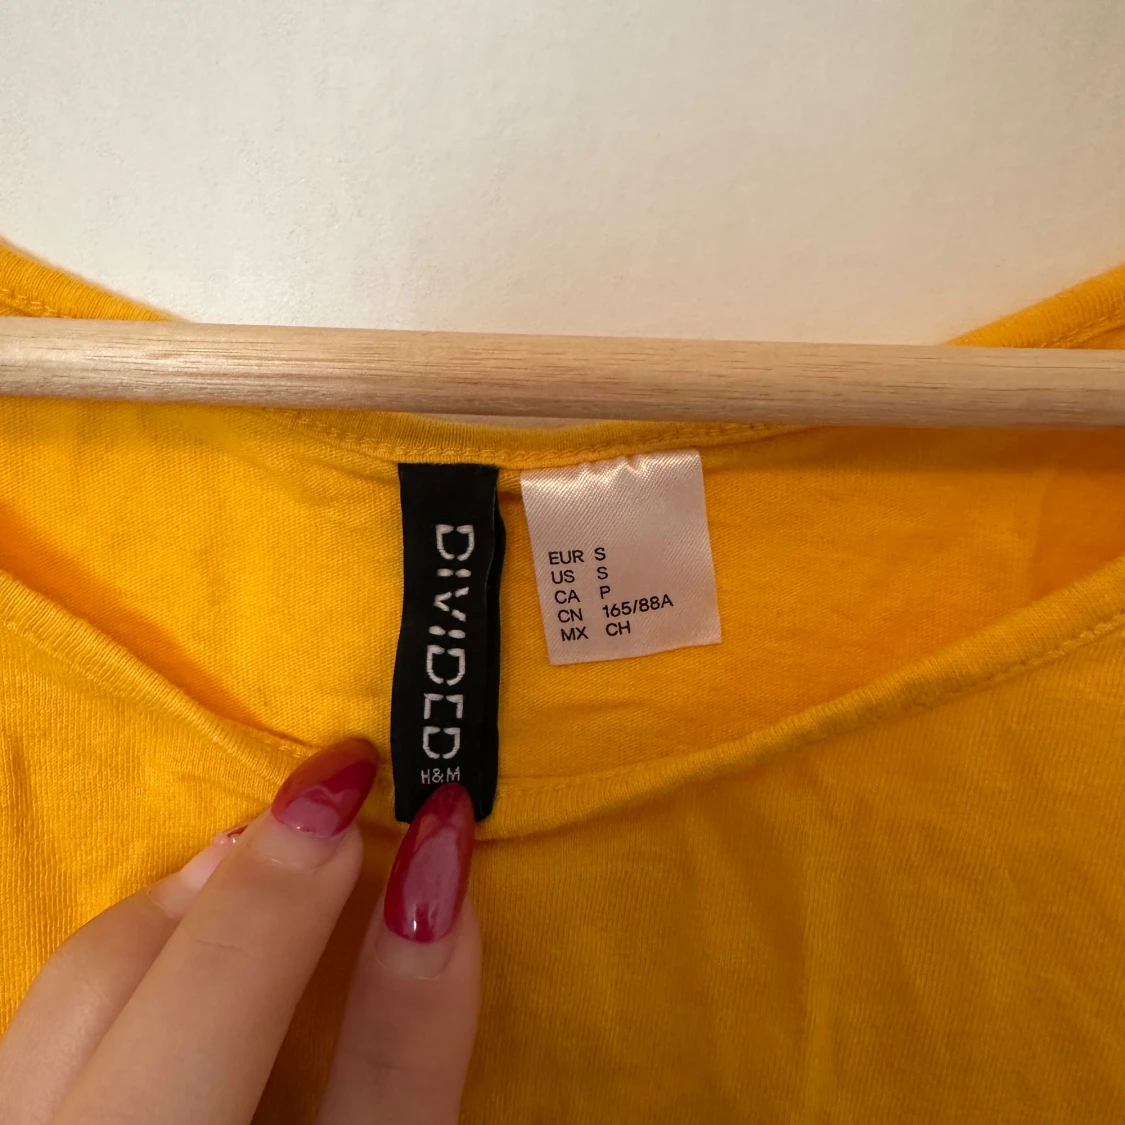 DIVIDED
H&M
EUR S
US S
CA P
CN 165/88A
MX CH